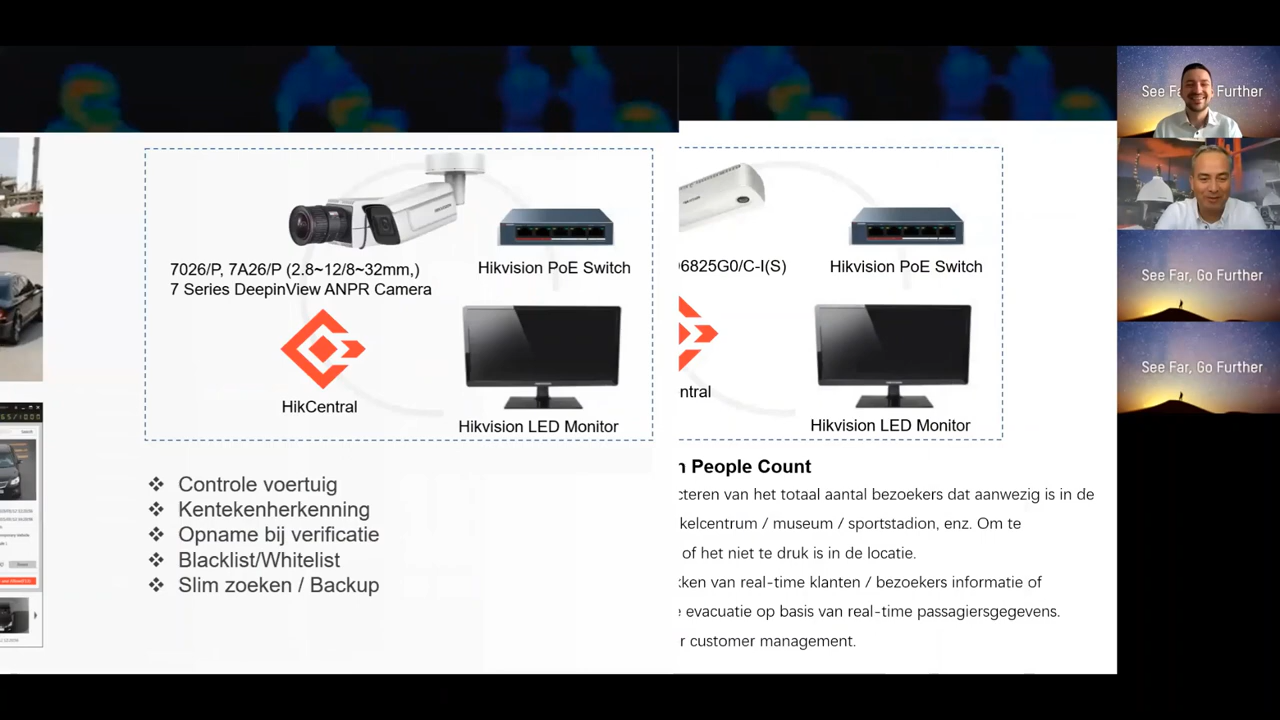 7026/P, 7A26/P (2.8~12/8~32mm,)
7 Series DeepinView ANPR Camera
Hikvision PoE Switch
HikCentral
Hikvision LED Monitor
❖ Controle voertuig
❖ Kentekenherkenning
❖ Opname bij verificatie
❖ Blacklist/Whitelist
❖ Slim zoeken / Backup
6825G0/C-I(S)
Hikvision PoE Switch
ntral
Hikvision LED Monitor
n People Count
cteren van het totaal aantal bezoekers dat aanwezig is in de
kelcentrum / museum / sportstadion, enz. Om te
of het niet te druk is in de locatie.
kken van real-time klanten / bezoekers informatie of
e evacuatie op basis van real-time passagiersgegevens.
r customer management.
See Fa Further
See Far, Go Further
See Far, Go Further